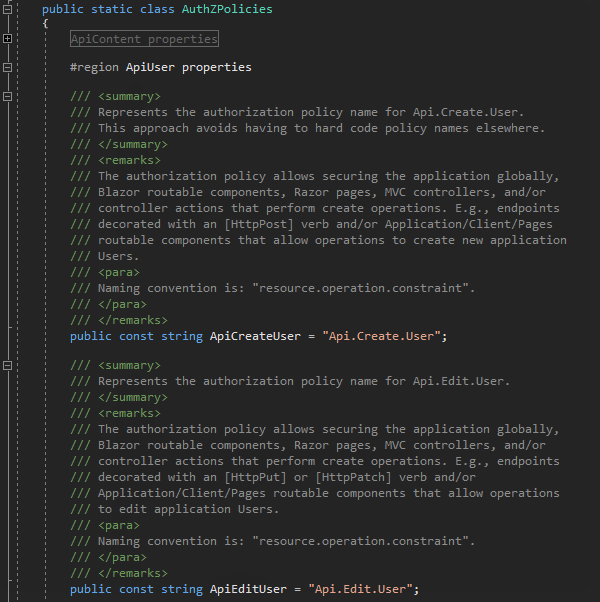 public static class AuthZPolicies
{
ApiContent properties
#region ApiUser properties
/// <summary>
/// Represents the authorization policy name for Api.Create.User.
/// This approach avoids having to hard code policy names elsewhere.
/// </summary>
/// <remarks>
/// The authorization policy allows securing the application globally,
/// Blazor routable components, Razor pages, MVC controllers, and/or
/// controller actions that perform create operations. E.g., endpoints
/// decorated with an [HttpPost] verb and/or Application/Client/Pages
/// routable components that allow operations to create new application
/// Users.
/// <para>
/// Naming convention is: "resource.operation.constraint".
/// </para>
/// </remarks>
public const string ApiCreateUser = "Api.Create.User";
/// <summary>
/// Represents the authorization policy name for Api.Edit.User.
/// </summary>
/// <remarks>
/// The authorization policy allows securing the application globally,
/// Blazor routable components, Razor pages, MVC controllers, and/or
/// controller actions that perform create operations. E.g., endpoints
/// decorated with an [HttpPut] or [HttpPatch] verb and/or
/// Application/Client/Pages routable components that allow operations
/// to edit application Users.
/// <para>
/// Naming convention is: "resource.operation.constraint".
/// </para>
/// </remarks>
public const string ApiEditUser = "Api.Edit.User";